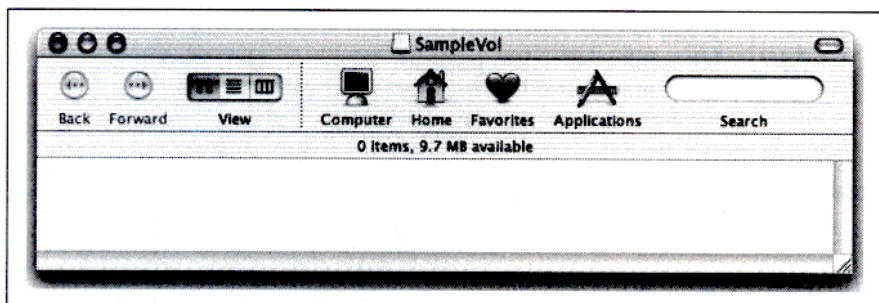 SampleVol
Back Forward View Computer Home Favorites Applications Search
0 items, 9.7 MB available